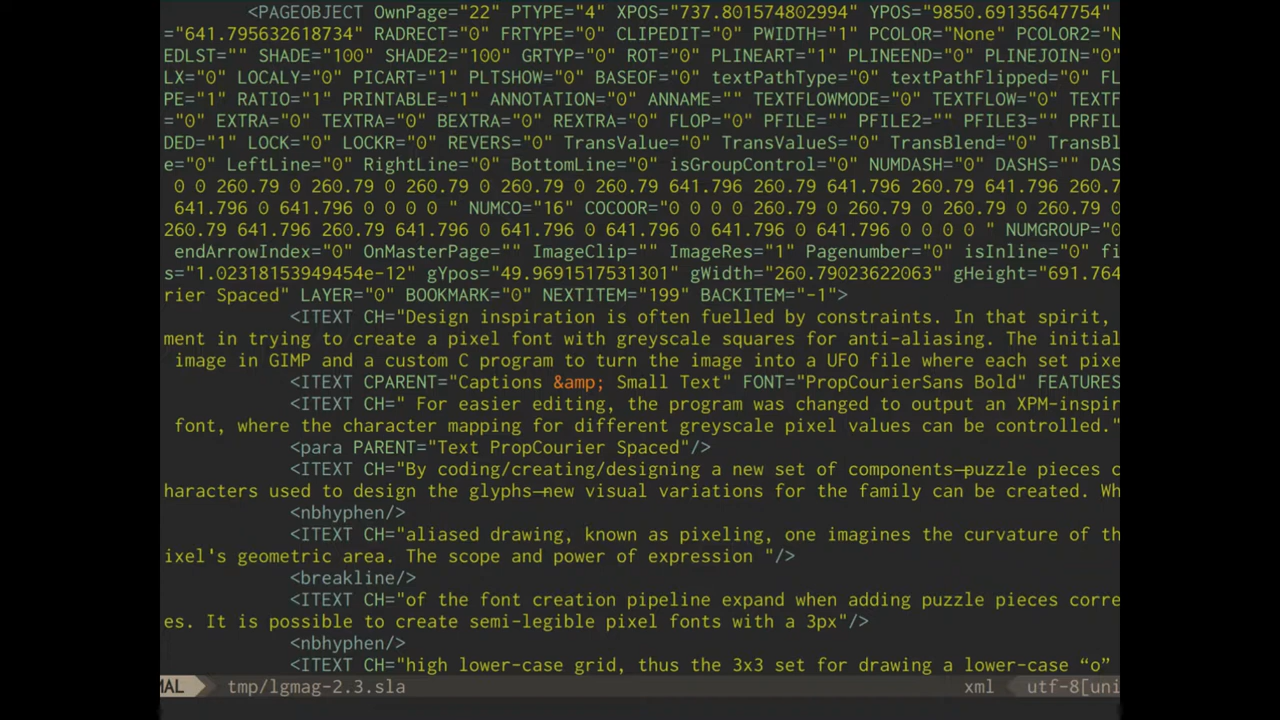 <PAGEOBJECT OwnPage="22" PTYPE="4" XPOS="737.801574802994" YPOS="9850.69135647754"
="641.795632618734" RADRECT="0" FRTYPE="0" CLIPEDIT="0" PWIDTH="1" PCOLOR="None" PCOLOR2="N
EDLST="" SHADE="100" SHADE2="100" GRTYP="0" ROT="0" PLINEART="1" PLINEEND="0" PLINEJOIN="0"
LX="0" LOCALY="0" PICART="1" PLTSHOW="0" BASEOF="0" textPathType="0" textPathFlipped="0" FL
PE="1" RATIO="1" PRINTABLE="1" ANNOTATION="0" ANNAME="" TEXTFLOWMODE="0" TEXTFLOW="0" TEXTF
="0" EXTRA="0" TEXTRA="0" BEXTRA="0" REXTRA="0" FLOP="0" PFILE="" PFILE2="" PFILE3="" PRFIL
DED="1" LOCK="0" LOCKR="0" REVERS="0" TransValue="0" TransValueS="0" TransBlend="0" TransBl
e="0" LeftLine="0" RightLine="0" BottomLine="0" isGroupControl="0" NUMDASH="0" DASHS="" DAS
0 0 260.79 0 260.79 0 260.79 0 260.79 641.796 260.79 641.796 260.79 641.796
641.796 0 641.796 0 0 0 0 " NUMCO="16" COCOOR="0 0 0 0 260.79 0 260.79 0 260.79 0
260.79 641.796 260.79 641.796 0 641.796 0 641.796 0 641.796 0 0 0 0 " NUMGROUP="0
endArrowIndex="0" OnMasterPage="" ImageClip="" ImageRes="1" Pagenumber="0" isInline="0" fi
s="1.02318153949454e-12" gYpos="49.9691517531301" gWidth="260.79023622063" gHeight="691.764
rier Spaced" LAYER="0" BOOKMARK="0" NEXTITEM="199" BACKITEM="-1">
<ITEXT CH="Design inspiration is often fuelled by constraints. In that spirit,
ment in trying to create a pixel font with greyscale squares for anti-aliasing. The initial
image in GIMP and a custom C program to turn the image into a UFO file where each set pixe
<ITEXT CPARENT="Captions &amp; Small Text" FONT="PropCourierSans Bold" FEATURES
<ITEXT CH=" For easier editing, the program was changed to output an XPM-inspir
font, where the character mapping for different greyscale pixel values can be controlled."
<para PARENT="Text PropCourier Spaced"/>
<ITEXT CH="By coding/creating/designing a new set of components—puzzle pieces c
haracters used to design the glyphs—new visual variations for the family can be created. Wh
<nbhyphen/>
<ITEXT CH="aliased drawing, known as pixeling, one imagines the curvature of th
ixel's geometric area. The scope and power of expression "/>
<breakline/>
<ITEXT CH="of the font creation pipeline expand when adding puzzle pieces corre
es. It is possible to create semi-legible pixel fonts with a 3px"/>
<nbhyphen/>
<ITEXT CH="high lower-case grid, thus the 3x3 set for drawing a lower-case “o”
MAL tmp/lgmag-2.3.sla xml utf-8[uni